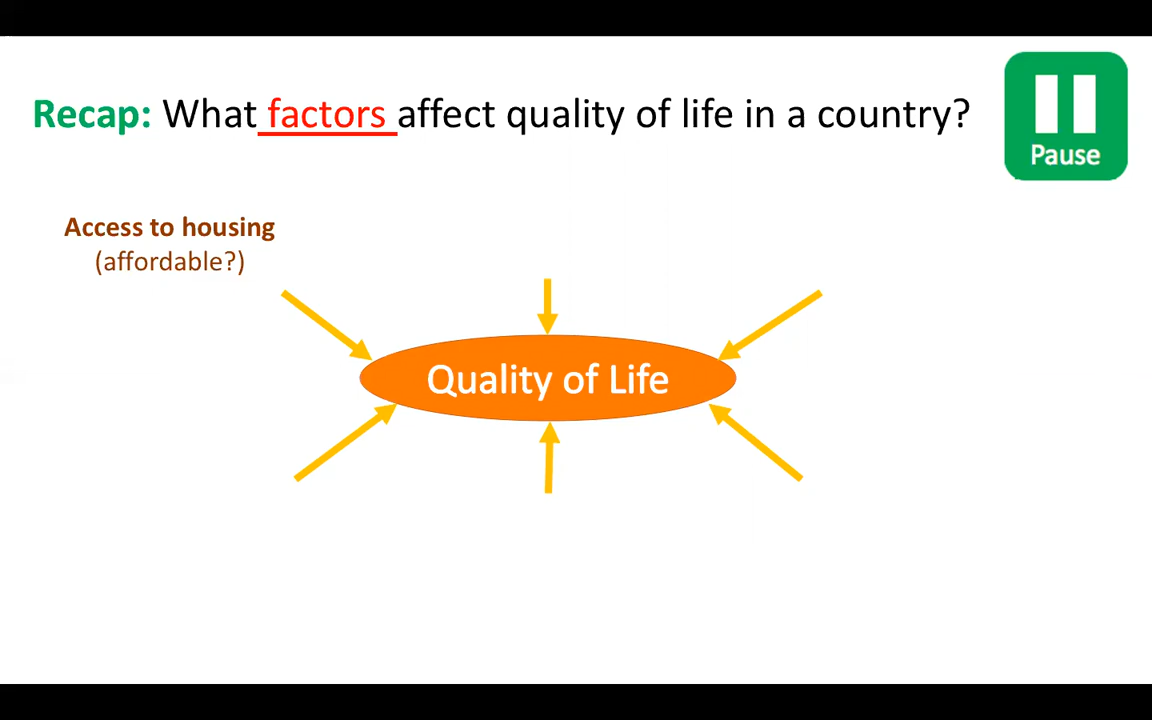 Recap: What factors affect quality of life in a country?
Pause
Access to housing
(affordable?)
Quality of Life